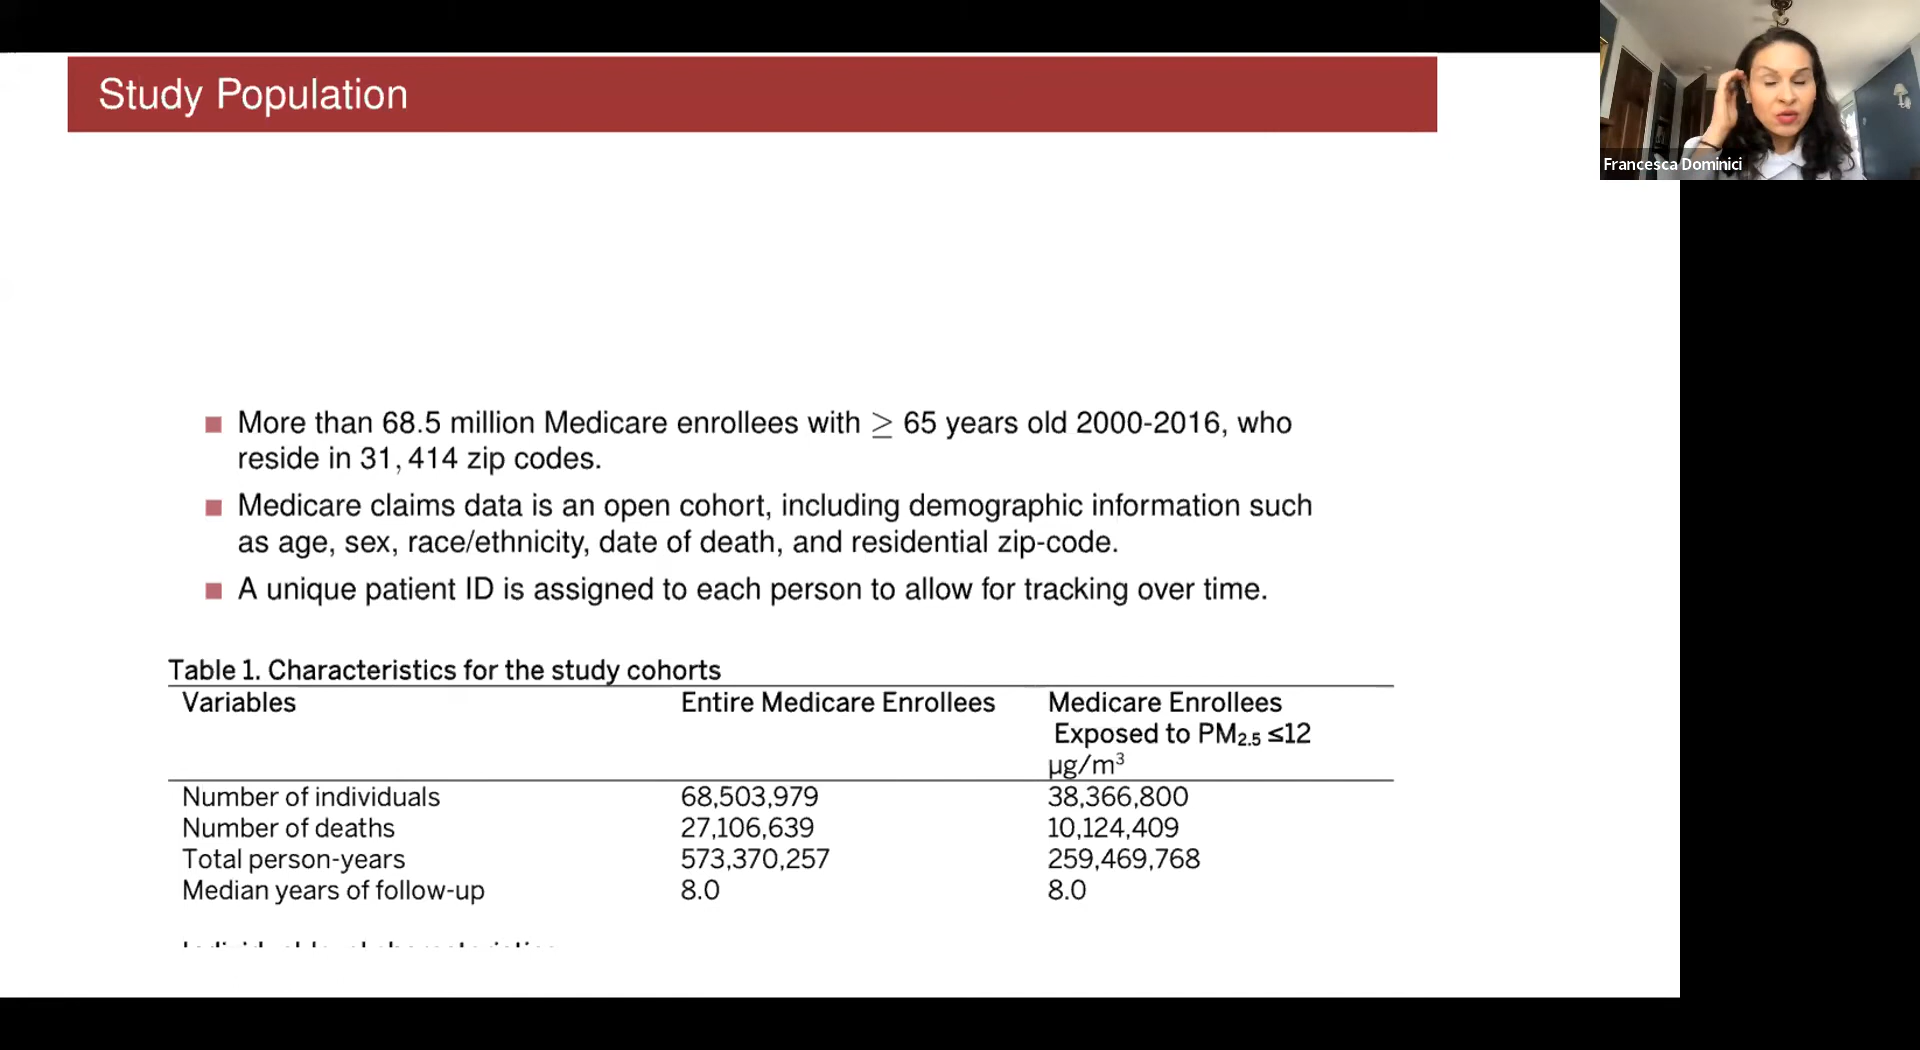 Study Population
Francesca Dominici
■ More than 68.5 million Medicare enrollees with ≥ 65 years old 2000-2016, who
reside in 31, 414 zip codes.
■ Medicare claims data is an open cohort, including demographic information such
as age, sex, race/ethnicity, date of death, and residential zip-code.
■ A unique patient ID is assigned to each person to allow for tracking over time.
Table 1. Characteristics for the study cohorts
Variables Entire Medicare Enrollees Medicare Enrollees
Exposed to PM2.5 ≤12
µg/m³
Number of individuals 68,503,979 38,366,800
Number of deaths 27,106,639 10,124,409
Total person-years 573,370,257 259,469,768
Median years of follow-up 8.0 8.0